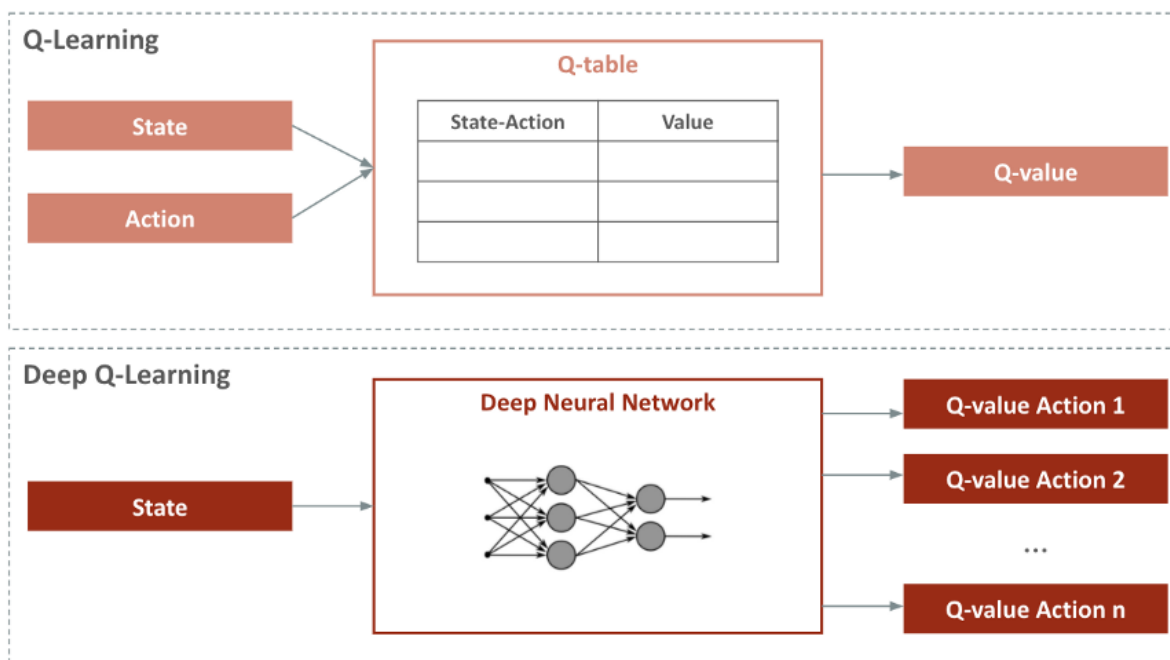 Q-Learning
Q-table
State
State-Action Value
Action
Q-value
Deep Q-Learning
Deep Neural Network
State
Q-value Action 1
Q-value Action 2
...
Q-value Action n